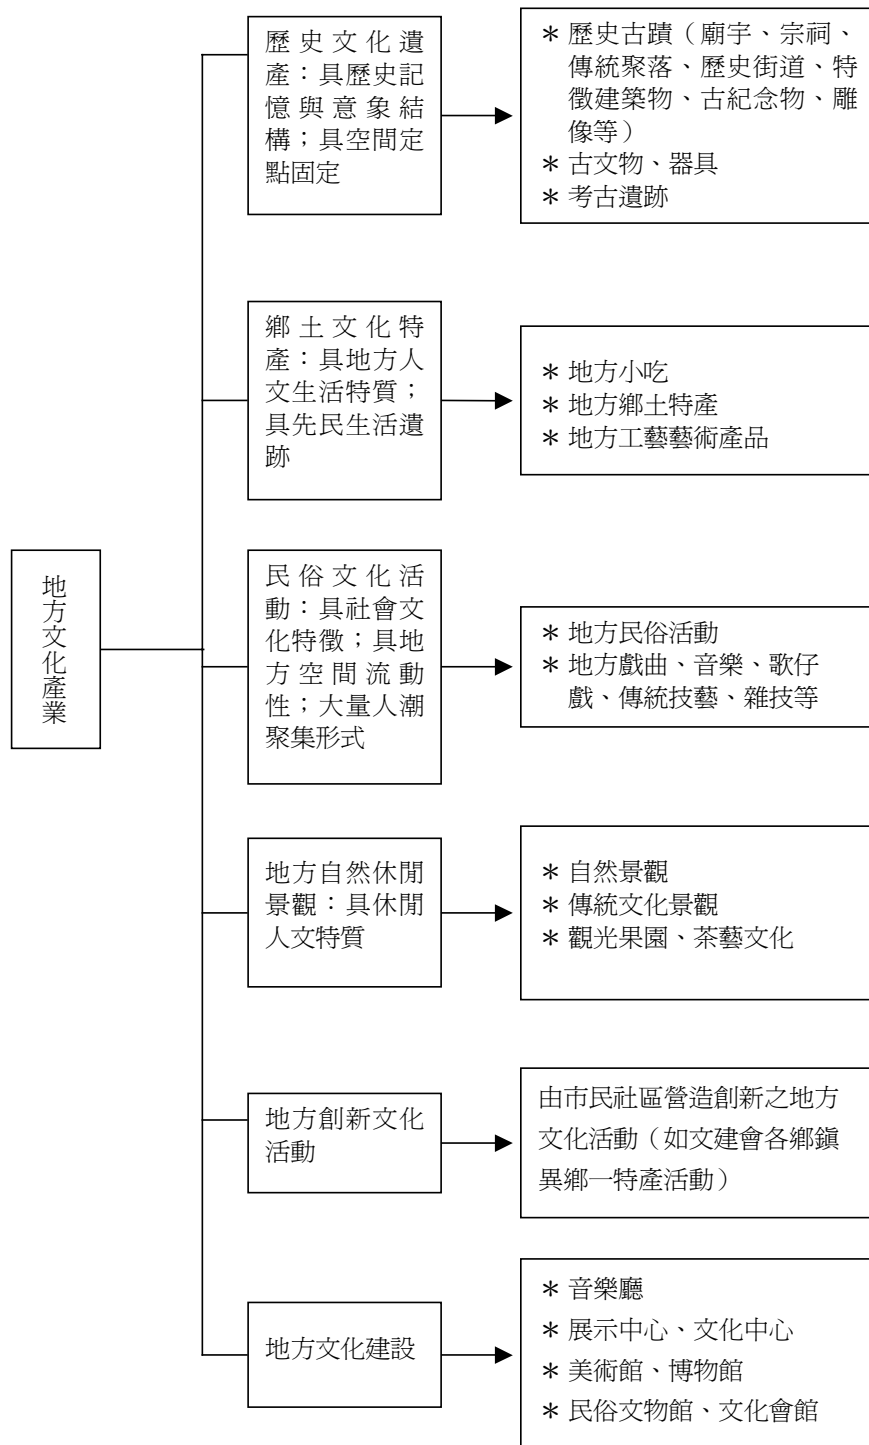 歷史文化遺
產：具歷史記
憶與意象結
構；具空間定
點固定
＊歷史古蹟（廟宇、宗祠、
傳統聚落、歷史街道、特
徵建築物、古紀念物、雕
像等）
＊古文物、器具
＊考古遺跡
鄉土文化特
產：具地方人
文生活特質；
具先民生活遺
跡
＊地方小吃
＊地方鄉土特產
＊地方工藝藝術產品
地方文化產業
民俗文化活
動：具社會文
化特徵；具地
方空間流動
性；大量人潮
聚集形式
＊地方民俗活動
＊地方戲曲、音樂、歌仔
戲、傳統技藝、雜技等
地方自然休閒
景觀：具休閒
人文特質
＊自然景觀
＊傳統文化景觀
＊觀光果園、茶藝文化
地方創新文化
活動
由市民社區營造創新之地方
文化活動（如文建會各鄉鎮
異鄉一特產活動）
地方文化建設
＊音樂廳
＊展示中心、文化中心
＊美術館、博物館
＊民俗文物館、文化會館